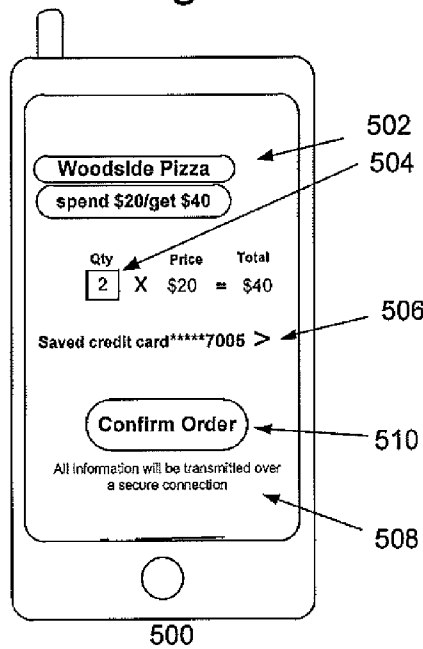 502
Woodside Pizza
504
spend $20/get $40
Qty Price Total
2 X $20 = $40
506
Saved credit card*****7005 >
Confirm Order
510
All information will be transmitted over
a secure connection
508
500